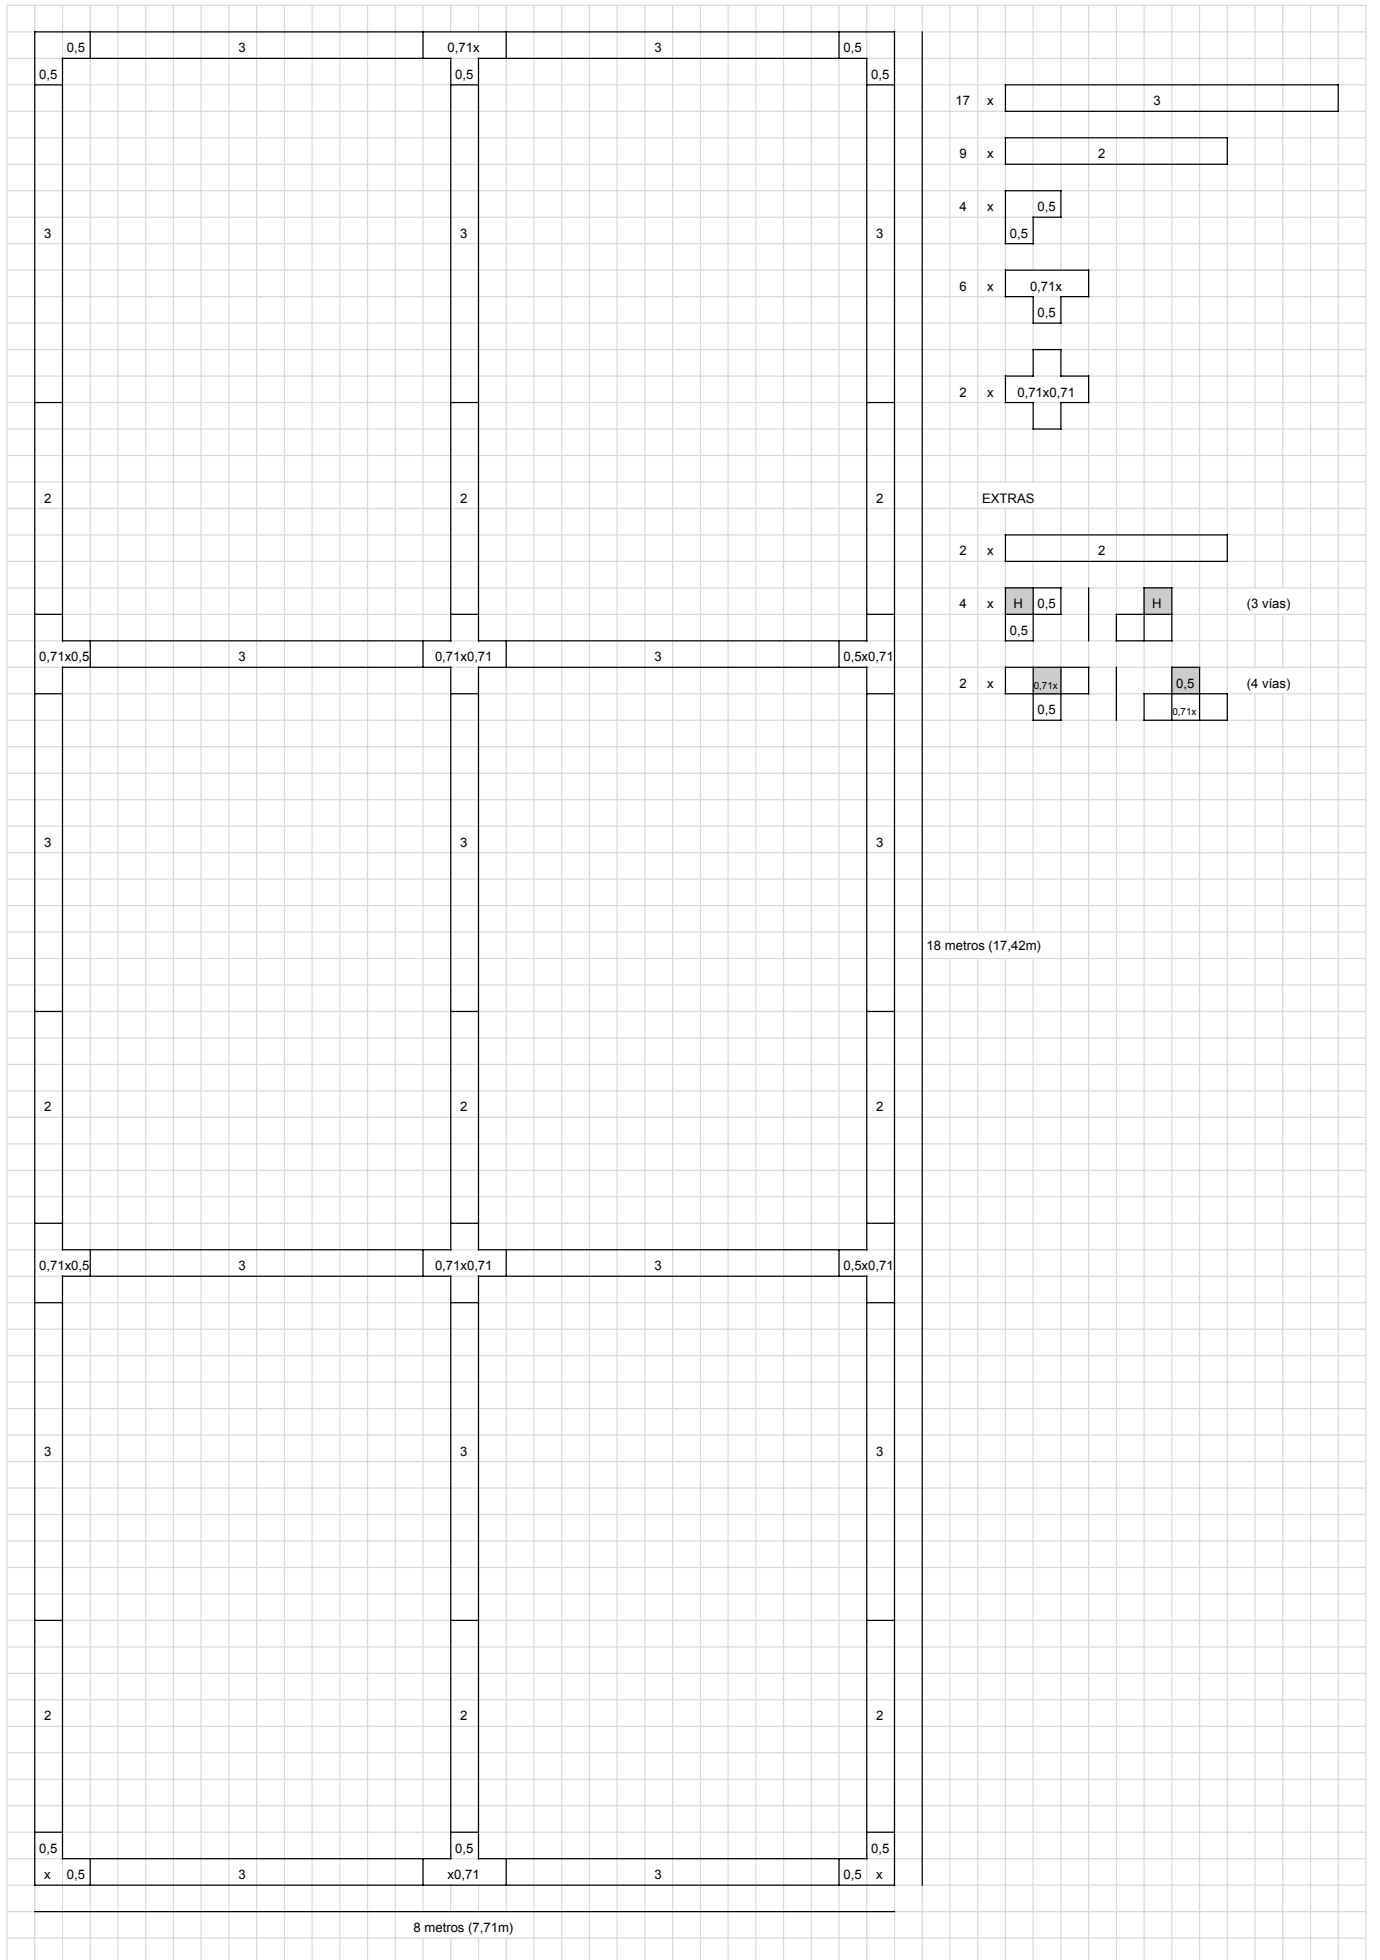 0,5 3 0,71x 3 0,5
0,5 0,5 0,5
17 x 3
9 x 2
4 x 0,5
3 3 3 0,5
6 x 0,71x
0,5
2 x 0,71x0,71
2 2 2 EXTRAS
2 x 2
4 x H 0,5 H (3 vías)
0,5
0,71x0,5 3 0,71x0,71 3 0,5x0,71
2 x 0,71x 0,5 (4 vías)
0,5 0,71x
3 3 3
18 metros (17,42m)
2 2 2
0,71x0,5 3 0,71x0,71 3 0,5x0,71
3 3 3
2 2 2
0,5 0,5 0,5
x 0,5 3 x0,71 3 0,5 x
8 metros (7,71m)